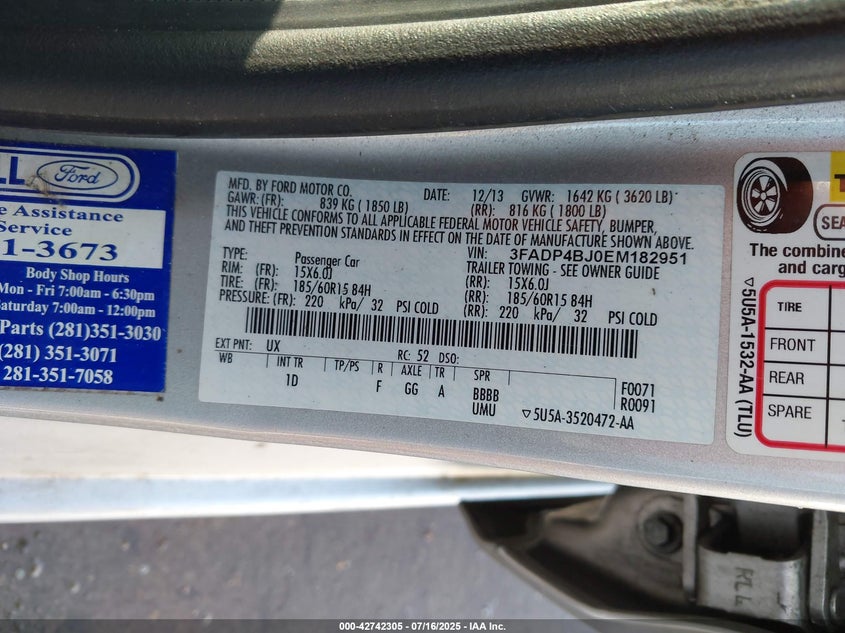 LL Ford
e Assistance
Service
1-3673
Body Shop Hours
Mon - Fri 7:00am - 6:30pm
Saturday 7:00am - 12:00pm
Parts (281)351-3030
(281) 351-3071
281-351-7058
MFD. BY FORD MOTOR CO. DATE: 12/13 GVWR: 1642 KG ( 3620 LB)
GAWR: (FR): 839 KG ( 1850 LB) (RR): 816 KG ( 1800 LB)
THIS VEHICLE CONFORMS TO ALL APPLICABLE FEDERAL MOTOR VEHICLE SAFETY, BUMPER,
AND THEFT PREVENTION STANDARDS IN EFFECT ON THE DATE OF MANUFACTURE SHOWN ABOVE.
VIN: 3FADP4BJ0EM182951
TYPE: Passenger Car TRAILER TOWING - SEE OWNER GUIDE
RIM: (FR): 15X6.0J (RR): 15X6.0J
TIRE: (FR): 185/60R15 84H (RR): 185/60R15 84H
PRESSURE: (FR): 220 kPa/ 32 PSI COLD (RR): 220 kPa/ 32 PSI COLD
EXT PNT: UX RC: 52 DSO:
WB INT TR TP/PS R AXLE TR SPR
1D F GG A BBBB F0071
UMU ▽5U5A-3520472-AA R0091
SEA
The combine
and carg
TIRE
FRONT
REAR
SPARE
▽5U5A-1532-AA (TLU)
RLL
000-42742305 - 07/16/2025 - IAA Inc.